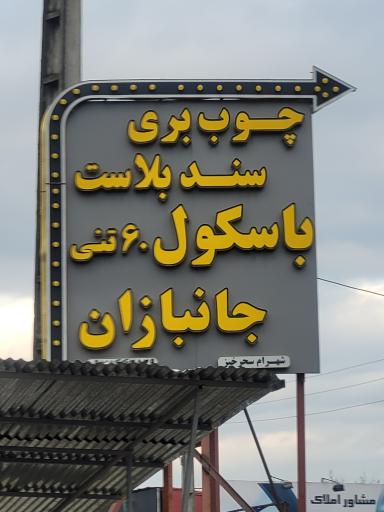 چوب بری
سند بلاست
باسکول ۶۰ تنی
جانبازان
شهرام سحرخیز
مشاور املاک